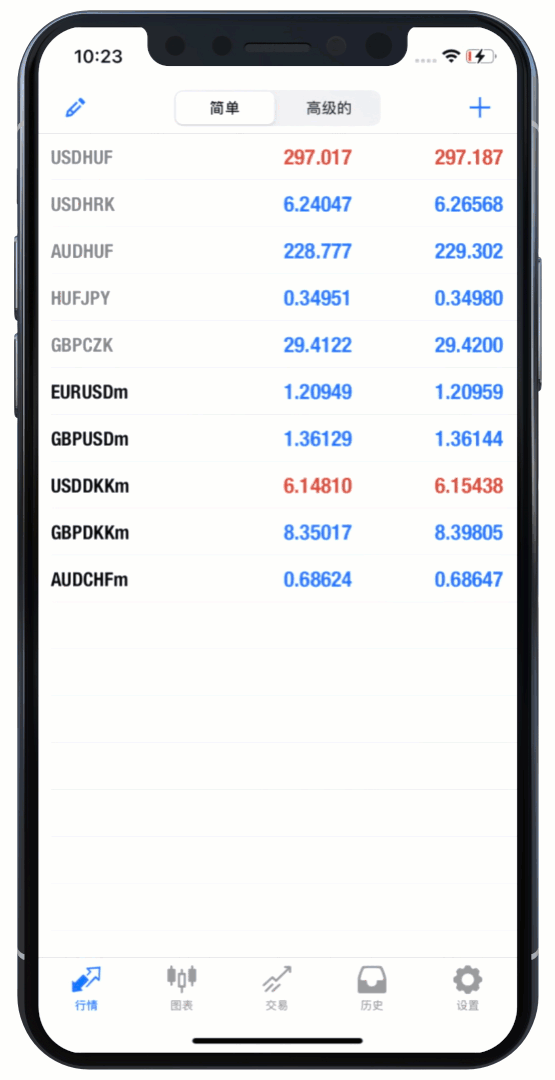 10:23
简单 高级的
USDHUF 297.017 297.187
USDHRK 6.24047 6.26568
AUDHUF 228.777 229.302
HUFJPY 0.34951 0.34980
GBPCZK 29.4122 29.4200
EURUSDm 1.20949 1.20959
GBPUSDm 1.36129 1.36144
USDDKKm 6.14810 6.15438
GBPDKKm 8.35017 8.39805
AUDCHFm 0.68624 0.68647
行情 图表 交易 历史 设置